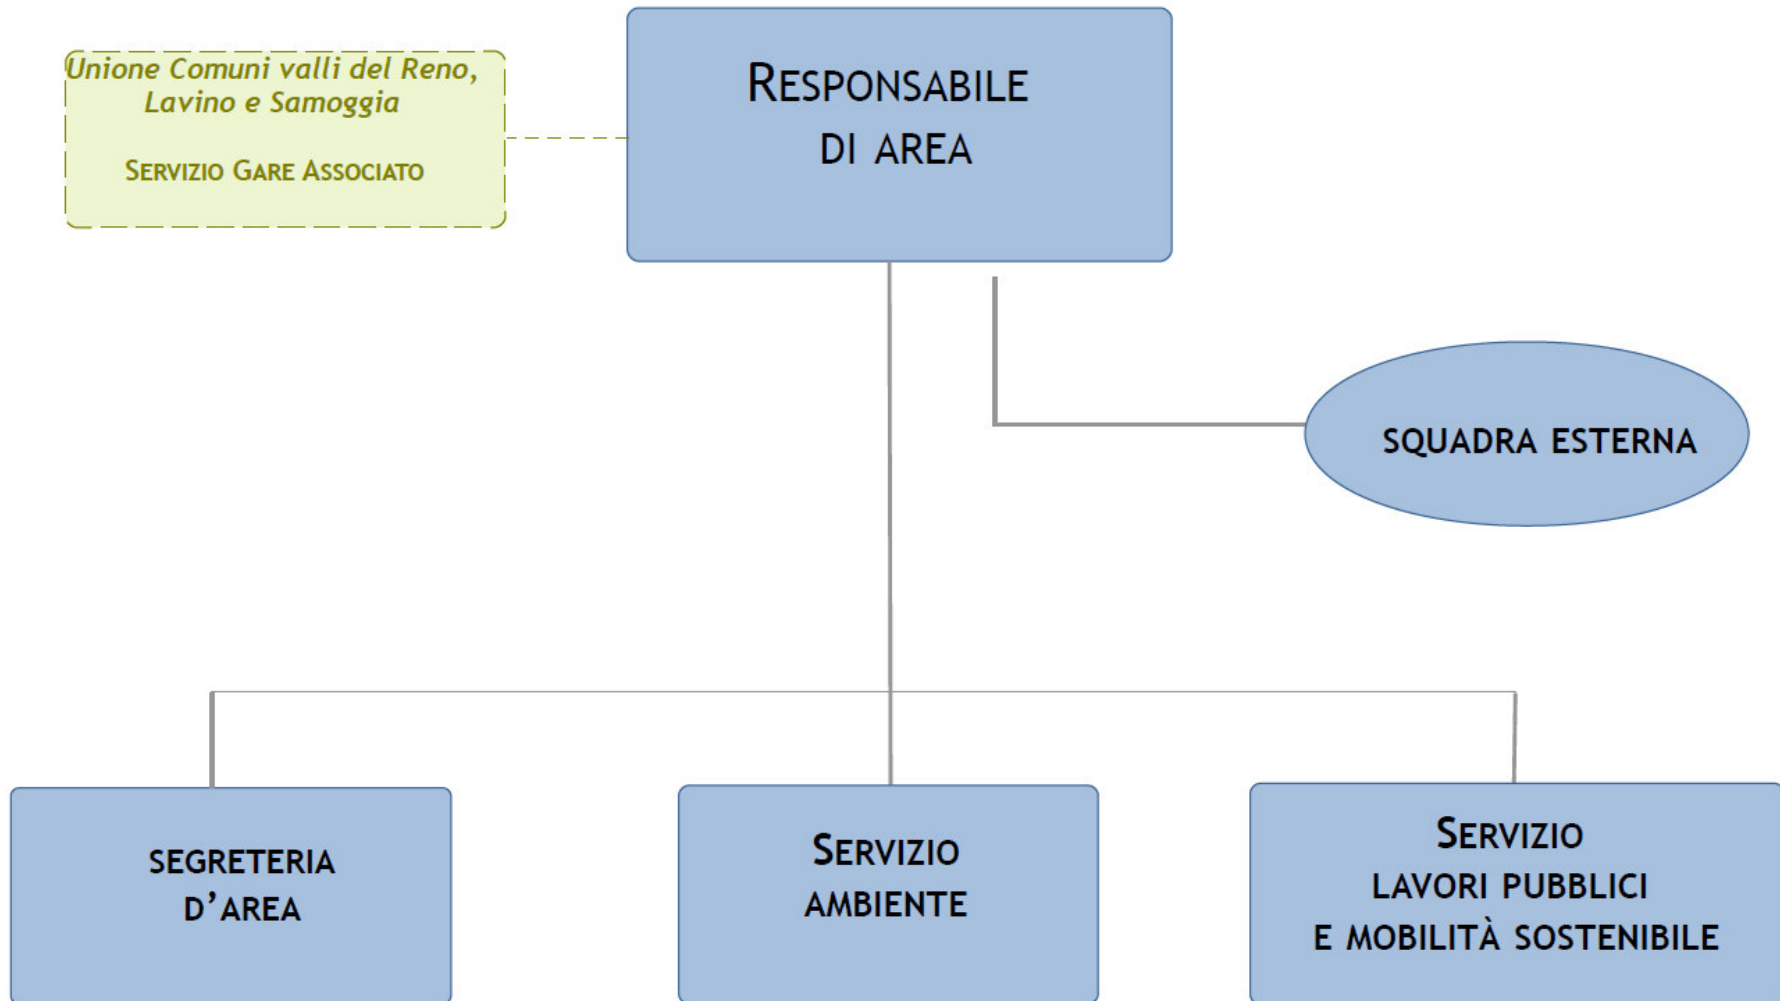 Unione Comuni valli del Reno,
Lavino e Samoggia
Servizio Gare Associato
Responsabile
di area
squadra esterna
segreteria
d'area
Servizio
ambiente
Servizio
lavori pubblici
e mobilità sostenibile